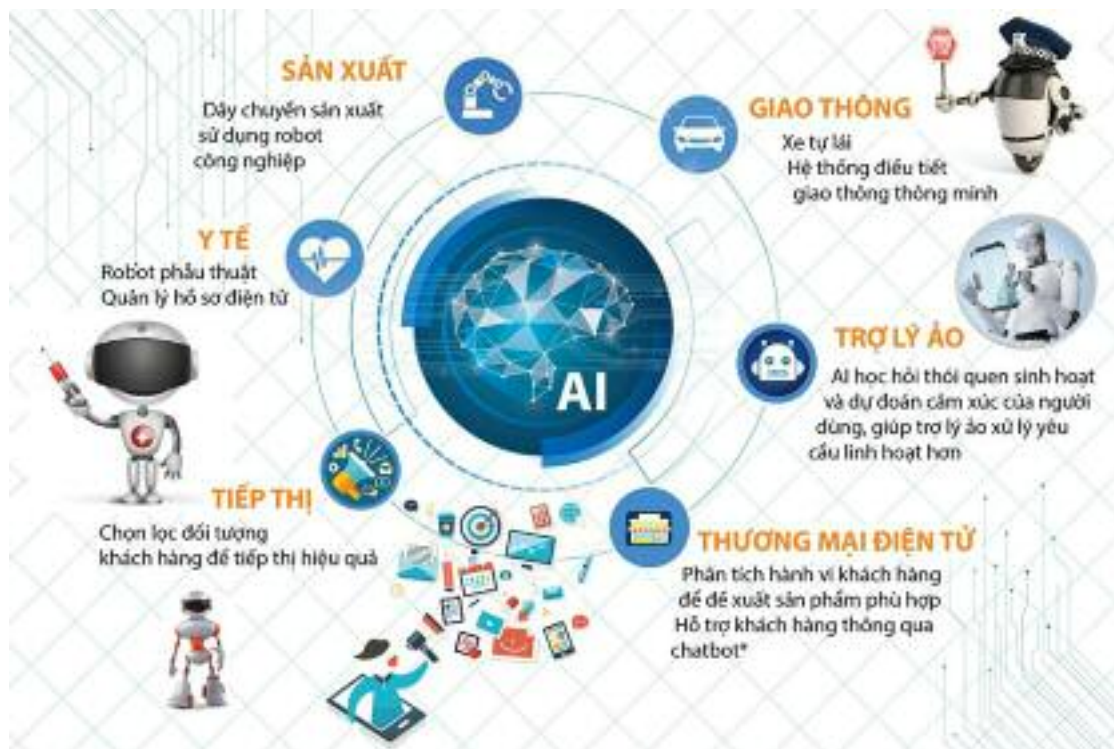 SẢN XUẤT
Dây chuyền sản xuất
sử dụng robot
công nghiệp
GIAO THÔNG
Xe tự lái
Hệ thống điều tiết
giao thông thông minh
Y TẾ
Robot phẫu thuật
Quản lý hồ sơ điện tử
AI
TRỢ LÝ ẢO
AI học hỏi thói quen sinh hoạt
và dự đoán cảm xúc của người
dùng, giúp trợ lý ảo xử lý yêu
cầu linh hoạt hơn
TIẾP THỊ
Chọn lọc đối tượng
khách hàng để tiếp thị hiệu quả
THƯƠNG MẠI ĐIỆN TỬ
Phân tích hành vi khách hàng
để đề xuất sản phẩm phù hợp
Hỗ trợ khách hàng thông qua
chatbot*